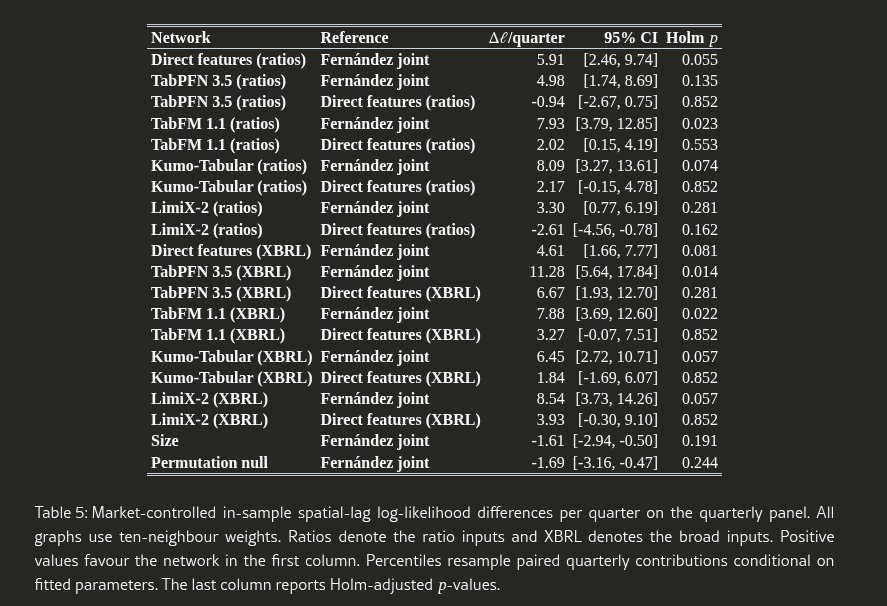 Network Reference Δℓ/quarter 95% CI Holm p
Direct features (ratios) Fernández joint 5.91 [2.46, 9.74] 0.055
TabPFN 3.5 (ratios) Fernández joint 4.98 [1.74, 8.69] 0.135
TabPFN 3.5 (ratios) Direct features (ratios) -0.94 [-2.67, 0.75] 0.852
TabFM 1.1 (ratios) Fernández joint 7.93 [3.79, 12.85] 0.023
TabFM 1.1 (ratios) Direct features (ratios) 2.02 [0.15, 4.19] 0.553
Kumo-Tabular (ratios) Fernández joint 8.09 [3.27, 13.61] 0.074
Kumo-Tabular (ratios) Direct features (ratios) 2.17 [-0.15, 4.78] 0.852
LimiX-2 (ratios) Fernández joint 3.30 [0.77, 6.19] 0.281
LimiX-2 (ratios) Direct features (ratios) -2.61 [-4.56, -0.78] 0.162
Direct features (XBRL) Fernández joint 4.61 [1.66, 7.77] 0.081
TabPFN 3.5 (XBRL) Fernández joint 11.28 [5.64, 17.84] 0.014
TabPFN 3.5 (XBRL) Direct features (XBRL) 6.67 [1.93, 12.70] 0.281
TabFM 1.1 (XBRL) Fernández joint 7.88 [3.69, 12.60] 0.022
TabFM 1.1 (XBRL) Direct features (XBRL) 3.27 [-0.07, 7.51] 0.852
Kumo-Tabular (XBRL) Fernández joint 6.45 [2.72, 10.71] 0.057
Kumo-Tabular (XBRL) Direct features (XBRL) 1.84 [-1.69, 6.07] 0.852
LimiX-2 (XBRL) Fernández joint 8.54 [3.73, 14.26] 0.057
LimiX-2 (XBRL) Direct features (XBRL) 3.93 [-0.30, 9.10] 0.852
Size Fernández joint -1.61 [-2.94, -0.50] 0.191
Permutation null Fernández joint -1.69 [-3.16, -0.47] 0.244
Table 5: Market-controlled in-sample spatial-lag log-likelihood differences per quarter on the quarterly panel. All
graphs use ten-neighbour weights. Ratios denote the ratio inputs and XBRL denotes the broad inputs. Positive
values favour the network in the first column. Percentiles resample paired quarterly contributions conditional on
fitted parameters. The last column reports Holm-adjusted p-values.